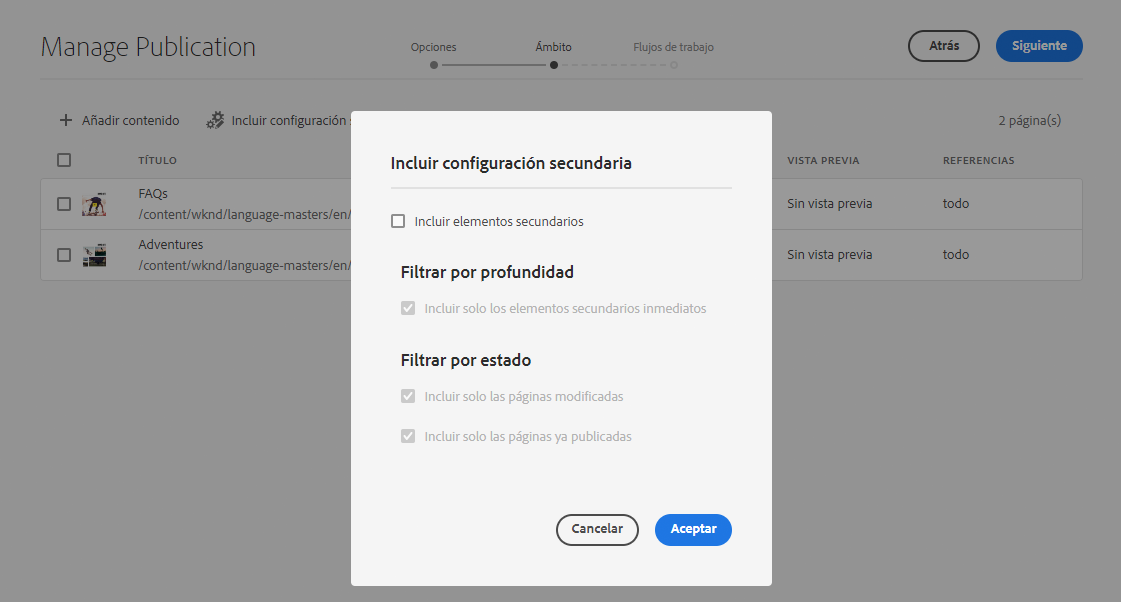 Manage Publication
Opciones
Ámbito
Flujos de trabajo
Atrás
Siguiente
Añadir contenido
Incluir configuración
2 página(s)
TÍTULO
VISTA PREVIA
REFERENCIAS
FAQs
/content/wknd/language-masters/en/
Sin vista previa
todo
Adventures
/content/wknd/language-masters/en/
Sin vista previa
todo
Incluir configuración secundaria
Incluir elementos secundarios
Filtrar por profundidad
Incluir solo los elementos secundarios inmediatos
Filtrar por estado
Incluir solo las páginas modificadas
Incluir solo las páginas ya publicadas
Cancelar
Aceptar